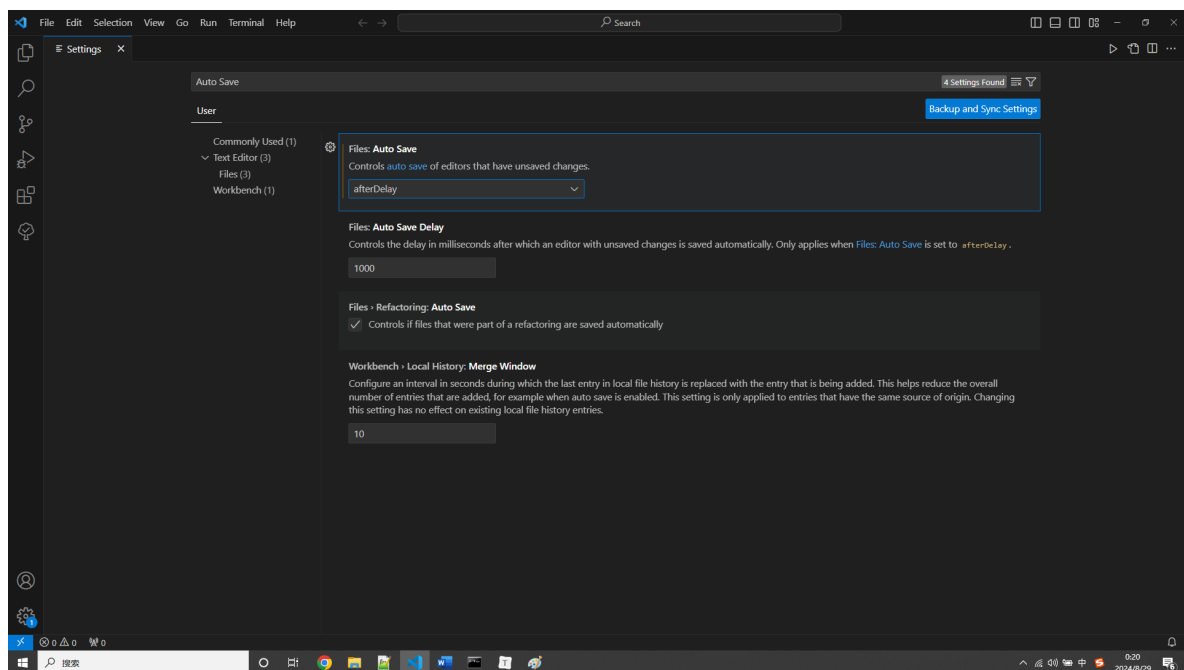 File Edit Selection View Go Run Terminal Help Search
Settings
Auto Save 4 Settings Found
User Backup and Sync Settings
Commonly Used (1)
Text Editor (3)
Files (3)
Workbench (1)
Files: Auto Save
Controls auto save of editors that have unsaved changes.
afterDelay
Files: Auto Save Delay
Controls the delay in milliseconds after which an editor with unsaved changes is saved automatically. Only applies when Files: Auto Save is set to afterDelay.
1000
Files › Refactoring: Auto Save
Controls if files that were part of a refactoring are saved automatically
Workbench › Local History: Merge Window
Configure an interval in seconds during which the last entry in local file history is replaced with the entry that is being added. This helps reduce the overall
number of entries that are added, for example when auto save is enabled. This setting is only applied to entries that have the same source of origin. Changing
this setting has no effect on existing local file history entries.
10
1
0 0 0
搜索
中
0:20
2024/8/29